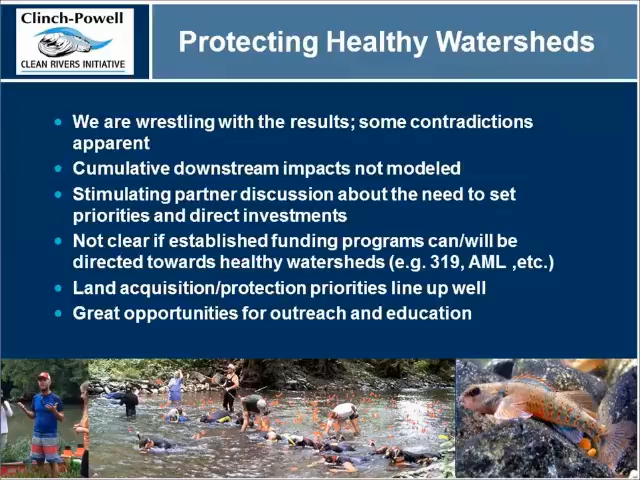 Clinch-Powell
CLEAN RIVERS INITIATIVE
Protecting Healthy Watersheds
We are wrestling with the results; some contradictions
apparent
Cumulative downstream impacts not modeled
Stimulating partner discussion about the need to set
priorities and direct investments
Not clear if established funding programs can/will be
directed towards healthy watersheds (e.g. 319, AML ,etc.)
Land acquisition/protection priorities line up well
Great opportunities for outreach and education